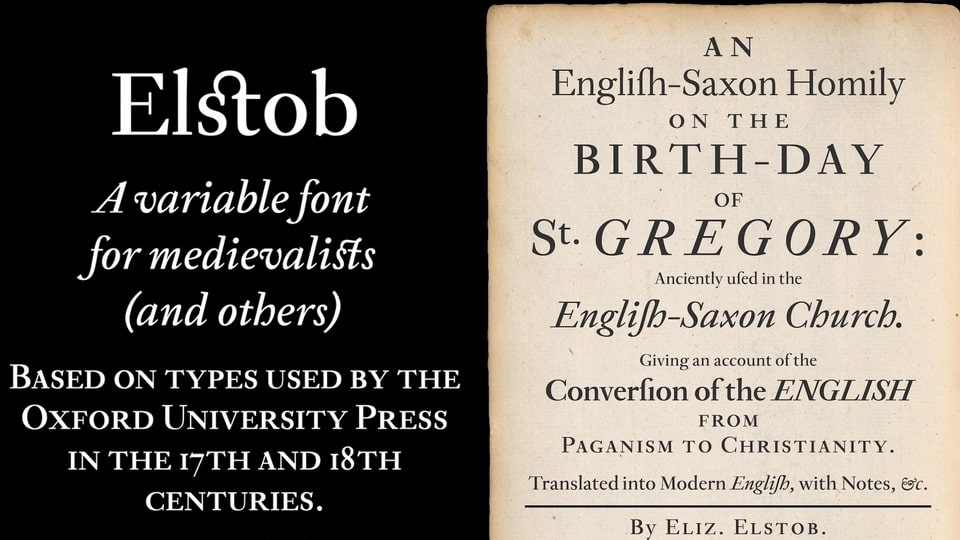 Elstob
A variable font
for medievalists
(and others)
Based on types used by the
Oxford University Press
in the 17th and 18th
centuries.
AN
Engliſh-Saxon Homily
ON THE
BIRTH-DAY
OF
St. GREGORY:
Anciently uſed in the
Engliſh-Saxon Church.
Giving an account of the
Converſion of the ENGLISH
FROM
Paganism to Christianity.
Translated into Modern Engliſh, with Notes, &c.
By Eliz. Elstob.